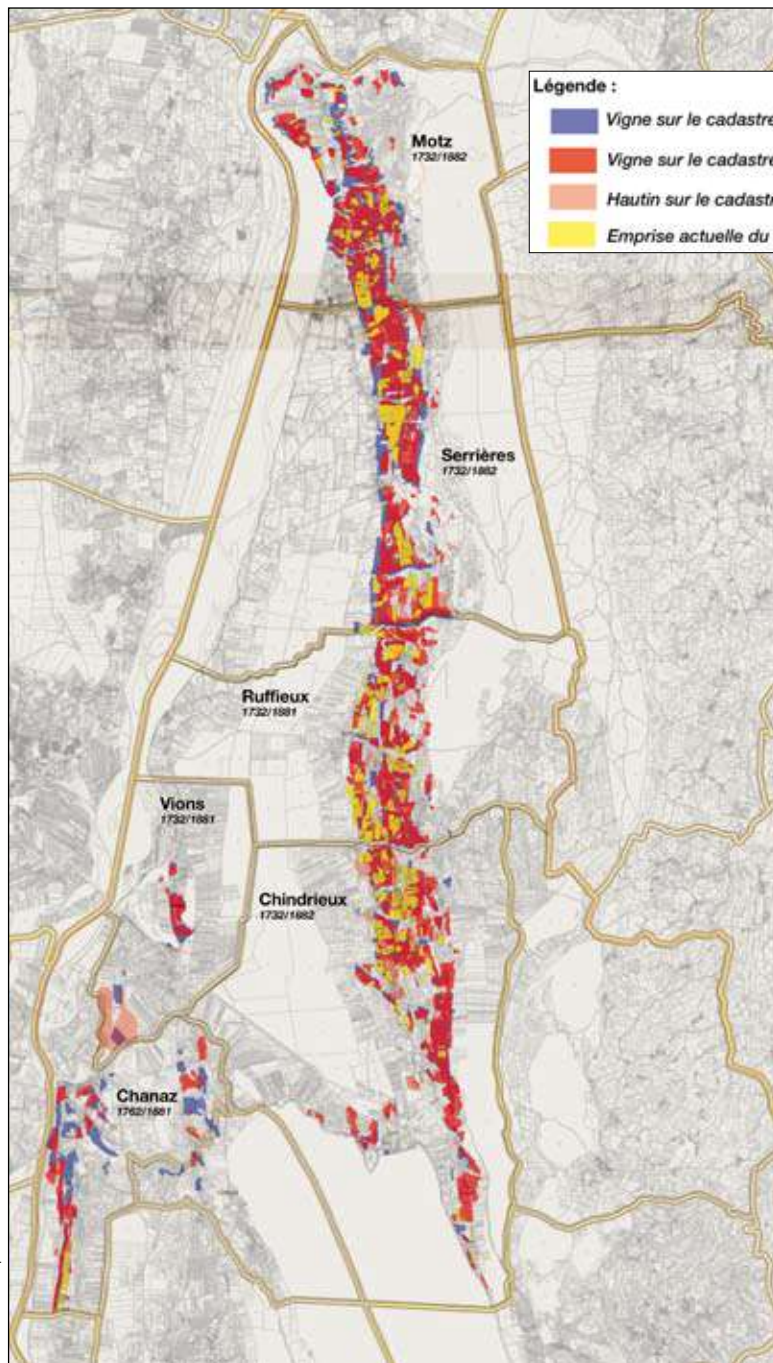 Légende :
Vigne sur le cadastre
Vigne sur le cadastre
Hautin sur le cadastr
Emprise actuelle du
Motz
1732/1882
Serrières
1732/1882
Ruffieux
1732/1881
Vions
1732/1881
Chindrieux
1732/1882
Chanaz
1762/1881